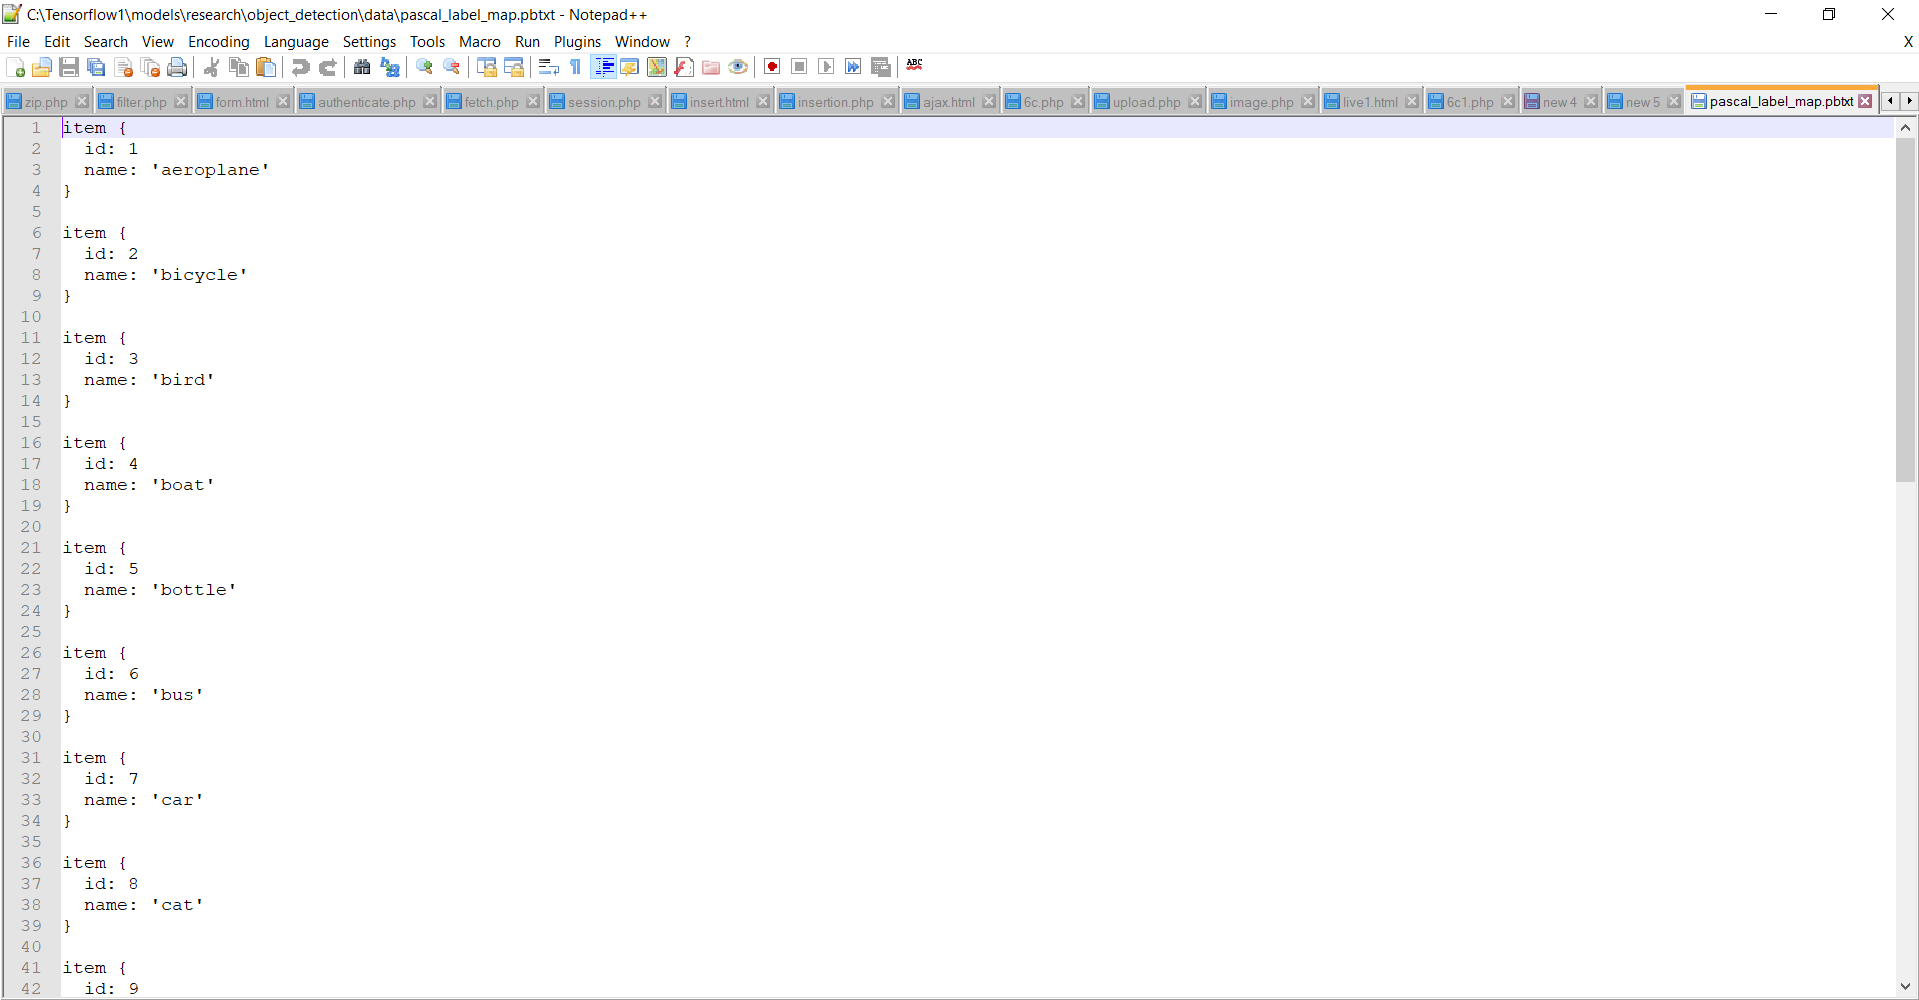 C:\Tensorflow1\models\research\object_detection\data\pascal_label_map.pbtxt - Notepad++
File Edit Search View Encoding Language Settings Tools Macro Run Plugins Window ? X
ABC
zip.php filter.php form.html authenticate.php fetch.php session.php insert.html insertion.php ajax.html 6c.php upload.php image.php live1.html 6c1.php new 4 new 5 pascal_label_map.pbtxt
1 item {
2   id: 1
3   name: 'aeroplane'
4 }
5
6 item {
7   id: 2
8   name: 'bicycle'
9 }
10
11 item {
12   id: 3
13   name: 'bird'
14 }
15
16 item {
17   id: 4
18   name: 'boat'
19 }
20
21 item {
22   id: 5
23   name: 'bottle'
24 }
25
26 item {
27   id: 6
28   name: 'bus'
29 }
30
31 item {
32   id: 7
33   name: 'car'
34 }
35
36 item {
37   id: 8
38   name: 'cat'
39 }
40
41 item {
42   id: 9